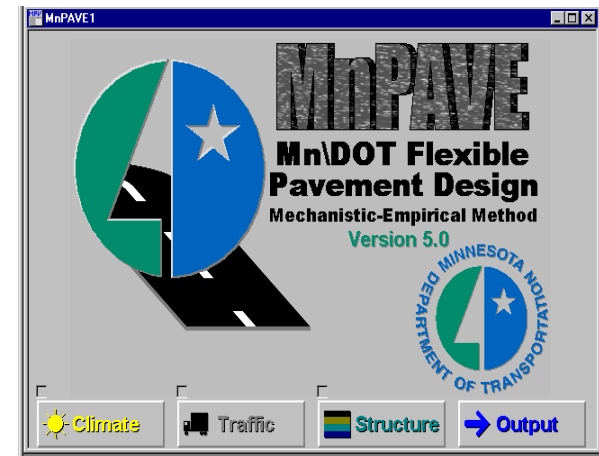 MnPAVE1
MnPAVE
Mn\DOT Flexible
Pavement Design
Mechanistic-Empirical Method
Version 5.0
MINNESOTA
DEPARTMENT OF TRANSPORTATION
Climate
Traffic
Structure
Output